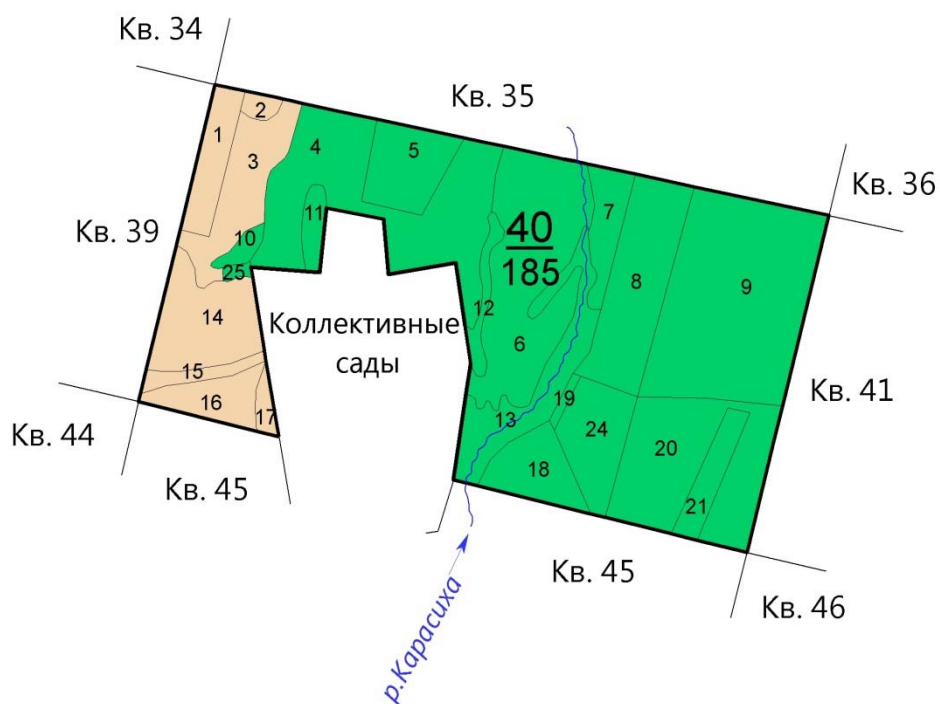 Кв. 34
Кв. 35
Кв. 36
2
1
3
4
5
7
40
185
11
Кв. 39
10
25
8
9
14
12
6
Коллективные
сады
15
16
17
13
19
24
20
Кв. 41
18
21
Кв. 44
Кв. 45
Кв. 45
Кв. 46
р.Карасиха